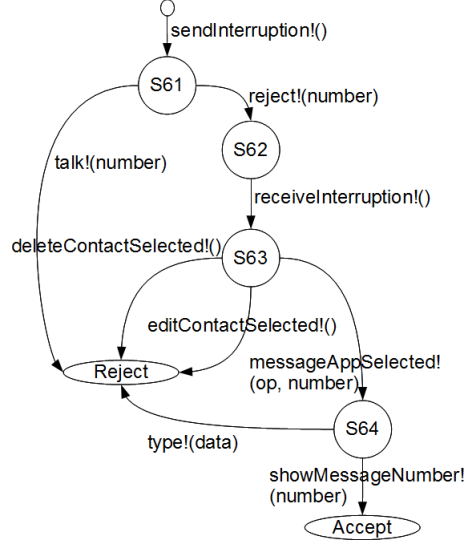 sendInterruption!()
S61
reject!(number)
S62
talk!(number)
receiveInterruption!()
deleteContactSelected!()
S63
editContactSelected!()
messageAppSelected!
(op, number)
Reject
S64
type!(data)
showMessageNumber!
(number)
Accept